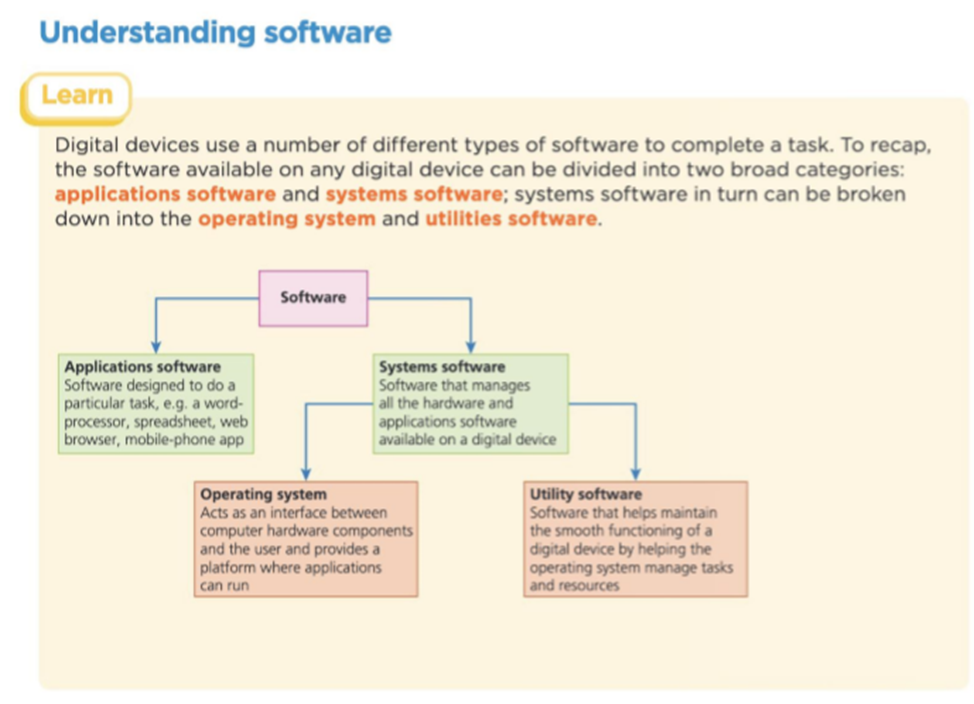 Understanding software
Learn
Digital devices use a number of different types of software to complete a task. To recap,
the software available on any digital device can be divided into two broad categories:
applications software and systems software; systems software in turn can be broken
down into the operating system and utilities software.
Software
Applications software
Software designed to do a
particular task, e.g. a word-
processor, spreadsheet, web
browser, mobile-phone app
Systems software
Software that manages
all the hardware and
applications software
available on a digital device
Operating system
Acts as an interface between
computer hardware components
and the user and provides a
platform where applications
can run
Utility software
Software that helps maintain
the smooth functioning of a
digital device by helping the
operating system manage tasks
and resources